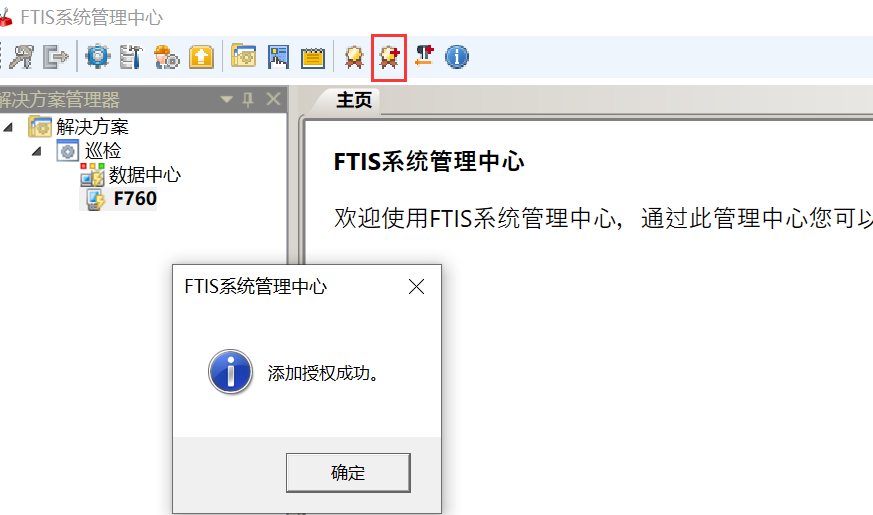 FTIS系统管理中心
解决方案管理器
主页
解决方案
巡检
数据中心
F760
FTIS系统管理中心
欢迎使用FTIS系统管理中心，通过此管理中心您可以
FTIS系统管理中心
添加授权成功。
确定